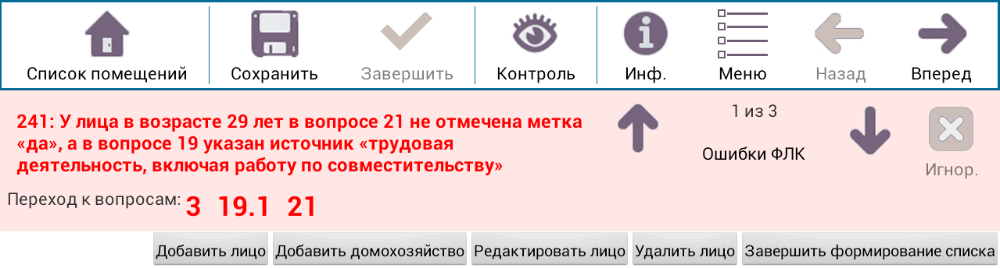 Список помещений
Сохранить
Завершить
Контроль
Инф.
Меню
Назад
Вперед
241: У лица в возрасте 29 лет в вопросе 21 не отмечена метка
«да», а в вопросе 19 указан источник «трудовая
деятельность, включая работу по совместительству»
1 из 3
Ошибки ФЛК
Игнор.
Переход к вопросам: 3 19.1 21
Добавить лицо
Добавить домохозяйство
Редактировать лицо
Удалить лицо
Завершить формирование списка